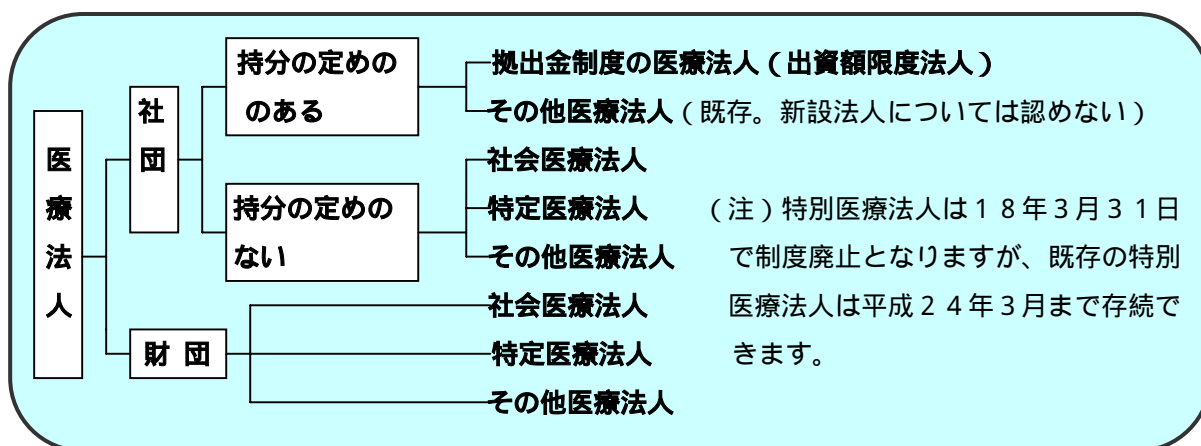 医療法人
社団
持分の定めの
のある
拠出金制度の医療法人(出資額限度法人)
その他医療法人(既存。新設法人については認めない)
持分の定めの
ない
社会医療法人
特定医療法人
その他医療法人
財団
社会医療法人
特定医療法人
その他医療法人
(注)特別医療法人は18年3月31日
で制度廃止となりますが、既存の特別
医療法人は平成24年3月まで存続で
きます。